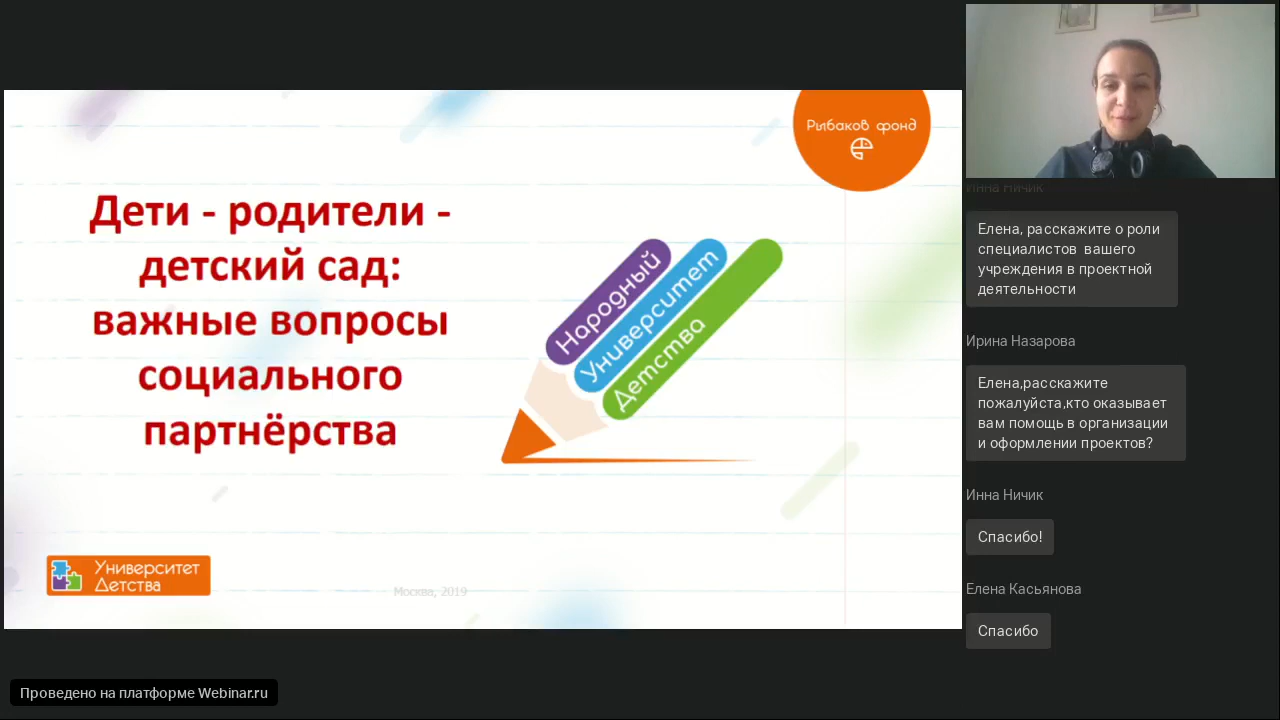 Рыбаков фонд
Дети - родители -
детский сад:
важные вопросы
социального
партнёрства
Народный
Университет
Детства
Университет
Детства
Москва, 2019
Инна Ничик
Елена, расскажите о роли
специалистов вашего
учреждения в проектной
деятельности
Ирина Назарова
Елена,расскажите
пожалуйста,кто оказывает
вам помощь в организации
и оформлении проектов?
Инна Ничик
Спасибо!
Елена Касьянова
Спасибо
Проведено на платформе Webinar.ru